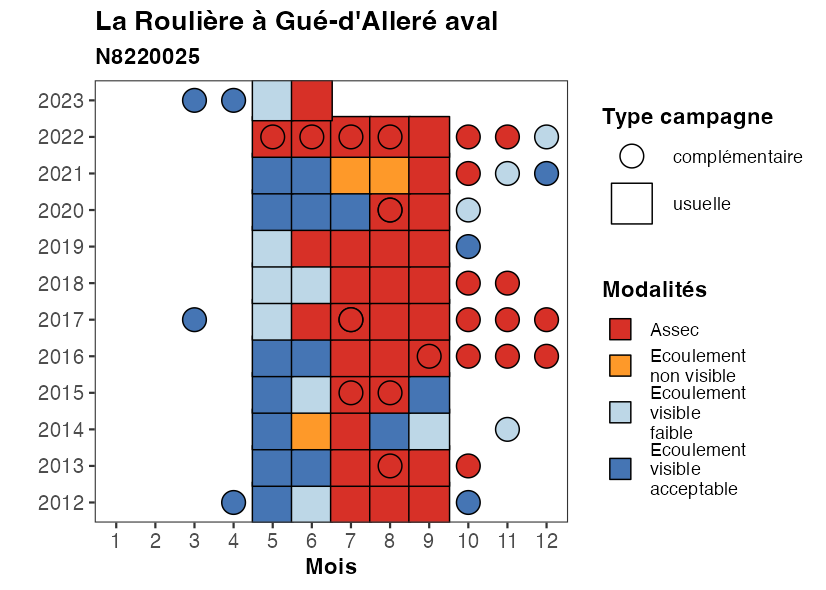 La Roulière à Gué-d'Alleré aval
N8220025
2023
2022
2021
2020
2019
2018
2017
2016
2015
2014
2013
2012
1 2 3 4 5 6 7 8 9 10 11 12
Mois
Type campagne
complémentaire
usuelle
Modalités
Assec
Ecoulement
non visible
Ecoulement
visible
faible
Ecoulement
visible
acceptable